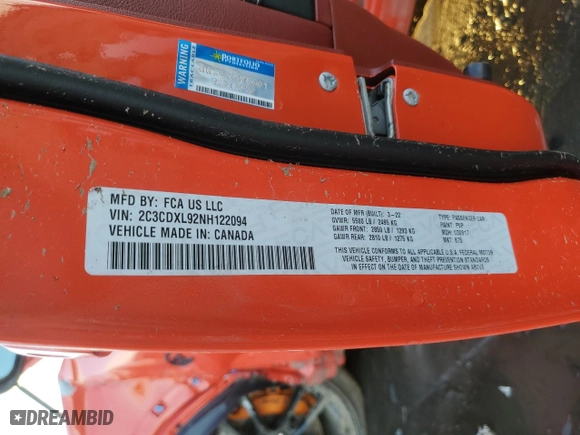 WARNING
PORTFOLIO
MFD BY: FCA US LLC
VIN: 2C3CDXL92NH122094
VEHICLE MADE IN: CANADA
DATE OF MFR (BUILT): 3-22
GVWR: 5500 LB / 2495 KG
GAWR FRONT: 2850 LB / 1293 KG
GAWR REAR: 2810 LB / 1275 KG
TYPE: PASSENGER CAR
PAINT:
MDH:
MKT:
THIS VEHICLE CONFORMS TO ALL APPLICABLE U.S.A. FEDERAL MOTOR
VEHICLE SAFETY, BUMPER, AND THEFT PREVENTION STANDARDS
IN EFFECT ON THE DATE OF MANUFACTURE SHOWN ABOVE
DREAMBID